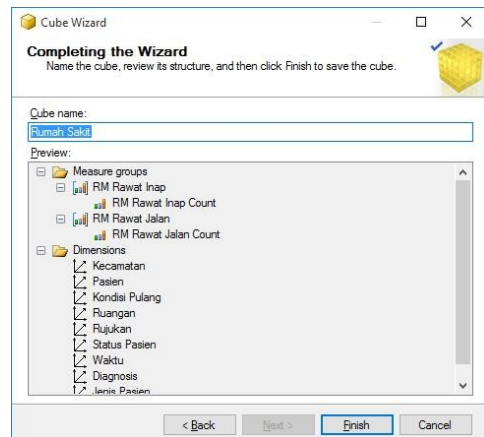 Cube Wizard
Completing the Wizard
Name the cube, review its structure, and then click Finish to save the cube.
Cube name:
Rumah Sakit
Preview:
Measure groups
RM Rawat Inap
RM Rawat Inap Count
RM Rawat Jalan
RM Rawat Jalan Count
Dimensions
Kecamatan
Pasien
Kondisi Pulang
Ruangan
Rujukan
Status Pasien
Waktu
Diagnosis
Jenis Pasien
< Back Next > Finish Cancel